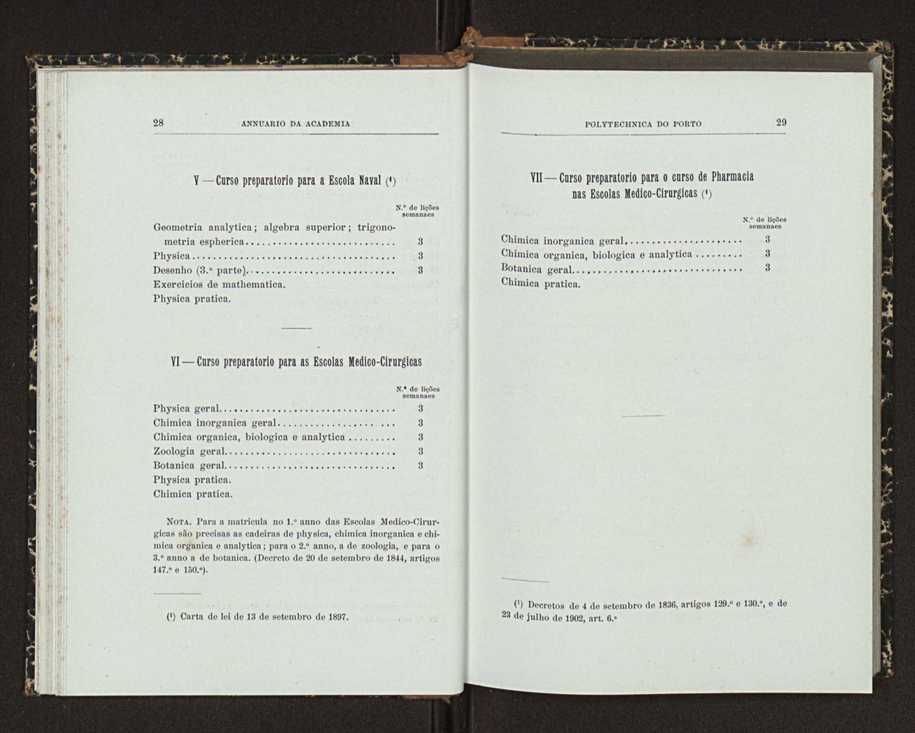 28 ANNUARIO DA ACADEMIA
V — Curso preparatorio para a Escola Naval (¹)
N.º de lições
semanaes
Geometria analytica; algebra superior; trigono-
metria espherica............................ 3
Physica...................................... 3
Desenho (3.ª parte)............................ 3
Exercicios de mathematica.
Physica pratica.
VI — Curso preparatorio para as Escolas Medico-Cirurgicas
N.º de lições
semanaes
Physica geral................................. 3
Chimica inorganica geral...................... 3
Chimica organica, biologica e analytica......... 3
Zoologia geral................................ 3
Botanica geral................................ 3
Physica pratica.
Chimica pratica.
NOTA. Para a matricula no 1.º anno das Escolas Medico-Cirur-
gicas são precisas as cadeiras de physica, chimica inorganica e chi-
mica organica e analytica; para o 2.º anno, a de zoologia, e para o
3.º anno a de botanica. (Decreto de 20 de setembro de 1844, artigos
147.º e 150.º).
(¹) Carta de lei de 13 de setembro de 1897.
POLYTECHNICA DO PORTO 29
VII — Curso preparatorio para o curso de Pharmacia
nas Escolas Medico-Cirurgicas (¹)
N.º de lições
semanaes
Chimica inorganica geral...................... 3
Chimica organica, biologica e analytica......... 3
Botanica geral................................ 3
Chimica pratica.
(¹) Decretos de 4 de setembro de 1836, artigos 129.º e 130.º, e de
23 de julho de 1902, art. 6.º